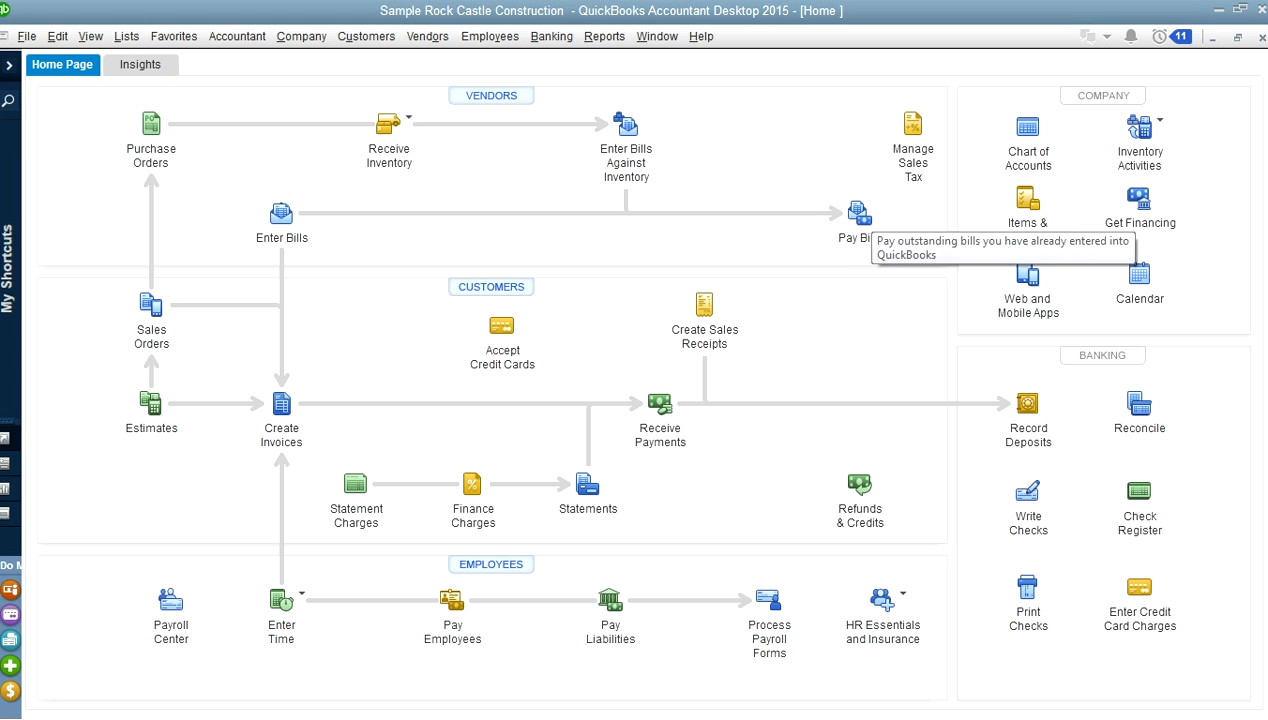 Sample Rock Castle Construction - QuickBooks Accountant Desktop 2015 - [Home ]
File Edit View Lists Favorites Accountant Company Customers Vendors Employees Banking Reports Window Help
11
Home Page Insights
My Shortcuts
Do M
VENDORS
PO
Purchase
Orders
Receive
Inventory
Enter Bills
Against
Inventory
Manage
Sales
Tax
Enter Bills
Pay Bi
Pay outstanding bills you have already entered into
QuickBooks
CUSTOMERS
Sales
Orders
Accept
Credit Cards
Create Sales
Receipts
Estimates
Create
Invoices
Receive
Payments
Statement
Charges
Finance
Charges
Statements
Refunds
& Credits
EMPLOYEES
Payroll
Center
Enter
Time
Pay
Employees
Pay
Liabilities
Process
Payroll
Forms
HR Essentials
and Insurance
COMPANY
Chart of
Accounts
Inventory
Activities
Items &
Get Financing
Web and
Mobile Apps
Calendar
BANKING
Record
Deposits
Reconcile
Write
Checks
Check
Register
Print
Checks
Enter Credit
Card Charges